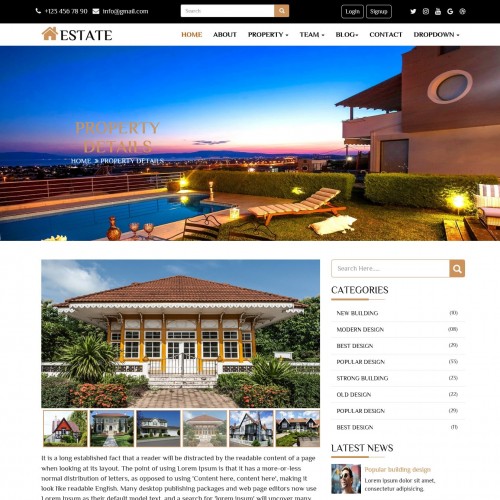 +123 456 78 90 info@gmail.com Search Login Signup
ESTATE HOME ABOUT PROPERTY TEAM BLOG CONTACT DROPDOWN
PROPERTY
DETAILS
HOME » PROPERTY DETAILS
Search Here.....
CATEGORIES
NEW BUILDING (10)
MODERN DESIGN (08)
BEST DESIGN (29)
POPULAR DESIGN (35)
STRONG BUILDING (25)
OLD DESIGN (22)
POPULAR DESIGN (29)
BEST DESIGN (21)
LATEST NEWS
Popular building design
Lorem Ipsum dolor sit amet,
consectetur adipisicing.
It is a long established fact that a reader will be distracted by the readable content of a page
when looking at its layout. The point of using Lorem Ipsum is that it has a more-or-less
normal distribution of letters, as opposed to using 'Content here, content here', making it
look like readable English. Many desktop publishing packages and web page editors now use
Lorem Ipsum as their default model text, and a search for 'lorem ipsum' will uncover many